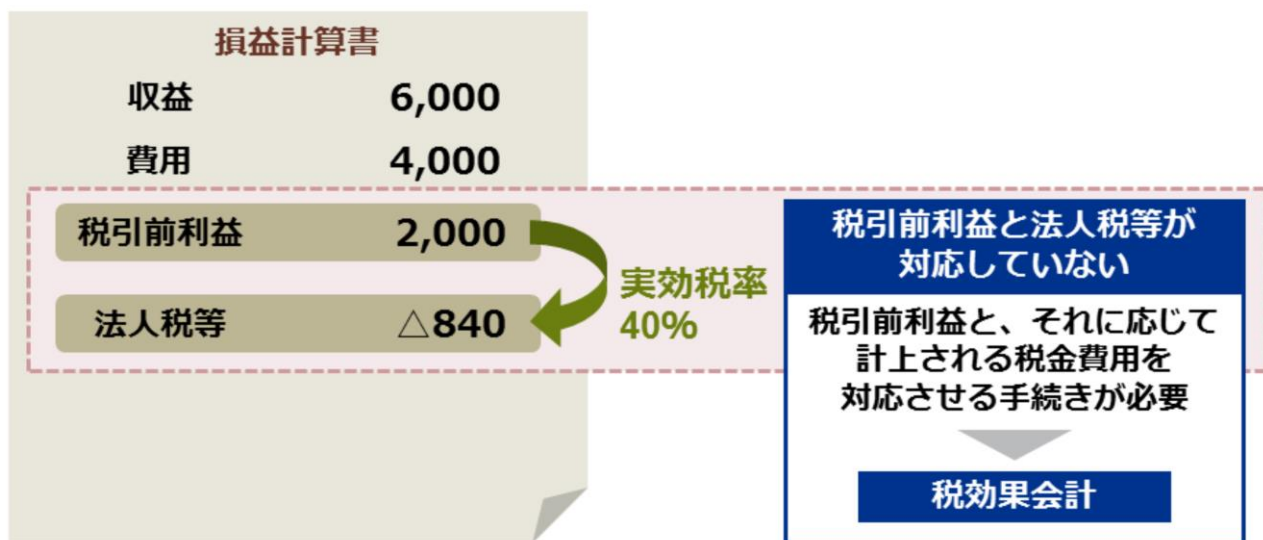 損益計算書
収益 6,000
費用 4,000
税引前利益 2,000
法人税等 △840
実効税率
40%
税引前利益と法人税等が
対応していない
税引前利益と、それに応じて
計上される税金費用を
対応させる手続きが必要
税効果会計